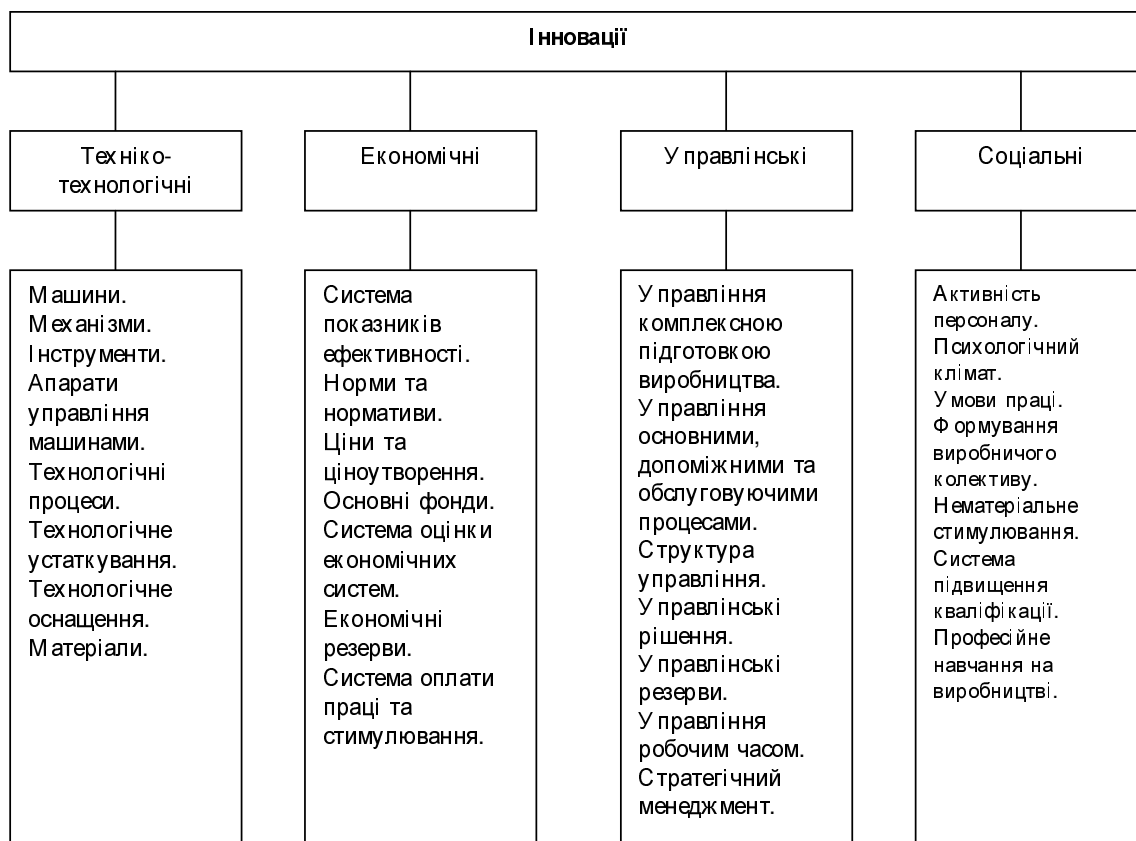 Інновації
Техніко-
технологічні
Економічні
Управлінські
Соціальні
Машини.
Механізми.
Інструменти.
Апарати
управління
машинами.
Технологічні
процеси.
Технологічне
устаткування.
Технологічне
оснащення.
Матеріали.
Система
показників
ефективності.
Норми та
нормативи.
Ціни та
ціноутворення.
Основні фонди.
Система оцінки
економічних
систем.
Економічні
резерви.
Система оплати
праці та
стимулювання.
Управління
комплексною
підготовкою
виробництва.
Управління
основними,
допоміжними та
обслуговуючими
процесами.
Структура
управління.
Управлінські
рішення.
Управлінські
резерви.
Управління
робочим часом.
Стратегічний
менеджмент.
Активність
персоналу.
Психологічний
клімат.
Умови праці.
Формування
виробничого
колективу.
Нематеріальне
стимулювання.
Система
підвищення
кваліфікації.
Професійне
навчання на
виробництві.